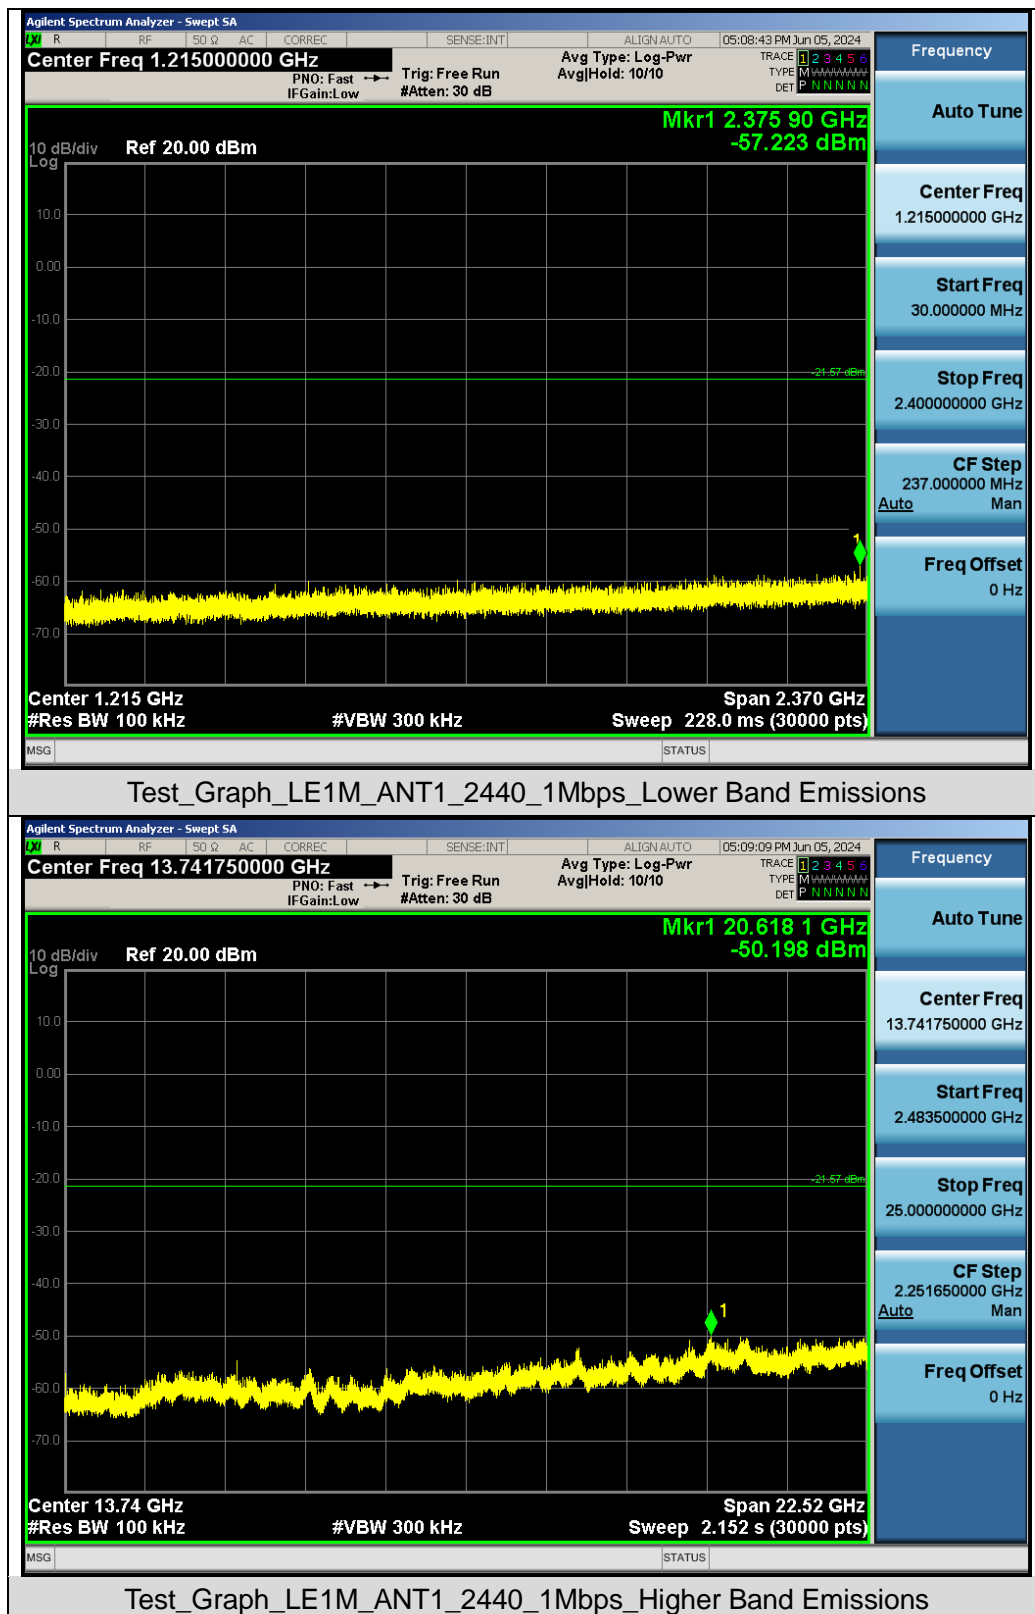 Agilent Spectrum Analyzer - Swept SA
LXI R RF 50 Ω AC CORREC SENSE:INT ALIGN AUTO 05:08:43 PM Jun 05, 2024
Center Freq 1.215000000 GHz
PNO: Fast
IFGain:Low
Trig: Free Run
#Atten: 30 dB
Avg Type: Log-Pwr
Avg|Hold: 10/10
TRACE 1 2 3 4 5 6
TYPE M
DET P N N N N N
Mkr1 2.375 90 GHz
-57.223 dBm
10 dB/div Ref 20.00 dBm
Log
10.0
0.00
-10.0
-20.0
-21.57 dBm
-30.0
-40.0
-50.0
1
-60.0
-70.0
Center 1.215 GHz Span 2.370 GHz
#Res BW 100 kHz #VBW 300 kHz Sweep 228.0 ms (30000 pts)
MSG STATUS
Frequency
Auto Tune
Center Freq
1.215000000 GHz
Start Freq
30.000000 MHz
Stop Freq
2.400000000 GHz
CF Step
237.000000 MHz
Auto Man
Freq Offset
0 Hz
Test_Graph_LE1M_ANT1_2440_1Mbps_Lower Band Emissions
Agilent Spectrum Analyzer - Swept SA
LXI R RF 50 Ω AC CORREC SENSE:INT ALIGN AUTO 05:09:09 PM Jun 05, 2024
Center Freq 13.741750000 GHz
PNO: Fast
IFGain:Low
Trig: Free Run
#Atten: 30 dB
Avg Type: Log-Pwr
Avg|Hold: 10/10
TRACE 1 2 3 4 5 6
TYPE M
DET P N N N N N
Mkr1 20.618 1 GHz
-50.198 dBm
10 dB/div Ref 20.00 dBm
Log
10.0
0.00
-10.0
-20.0
-21.57 dBm
-30.0
-40.0
1
-50.0
-60.0
-70.0
Center 13.74 GHz Span 22.52 GHz
#Res BW 100 kHz #VBW 300 kHz Sweep 2.152 s (30000 pts)
MSG STATUS
Frequency
Auto Tune
Center Freq
13.741750000 GHz
Start Freq
2.483500000 GHz
Stop Freq
25.000000000 GHz
CF Step
2.251650000 GHz
Auto Man
Freq Offset
0 Hz
Test_Graph_LE1M_ANT1_2440_1Mbps_Higher Band Emissions